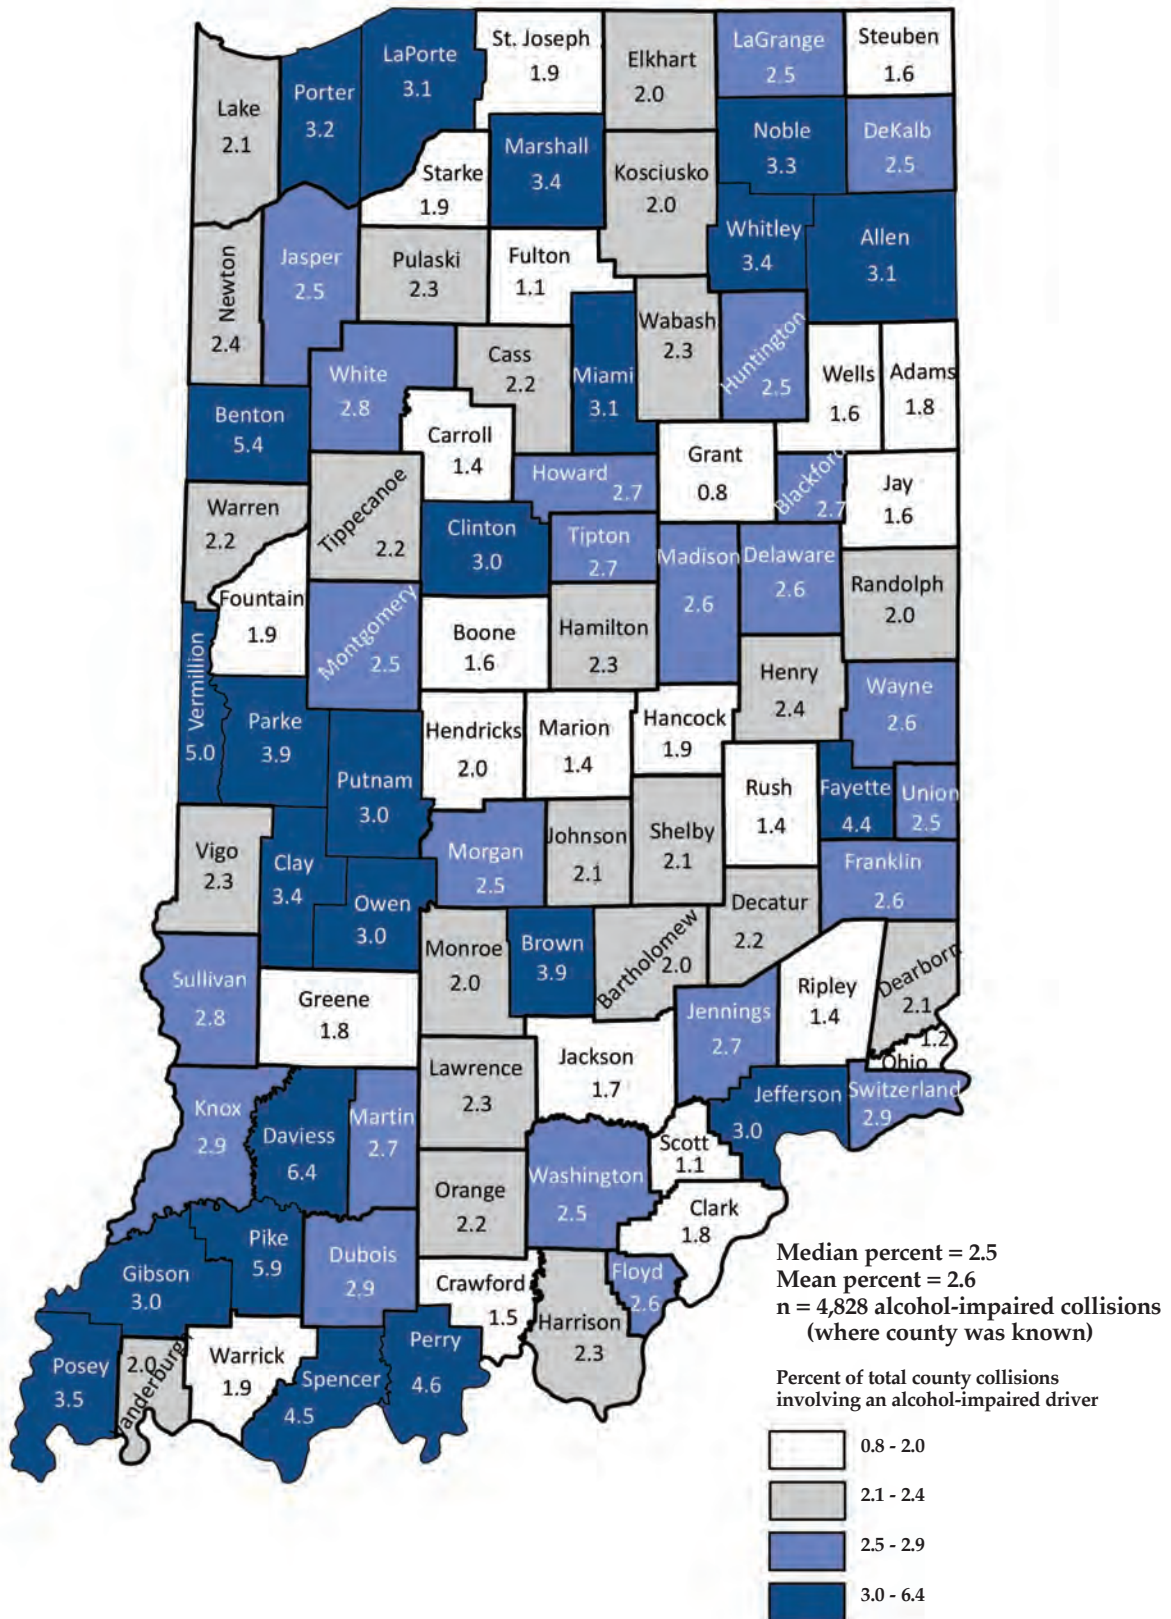 St. Joseph
1.9
Elkhart
2.0
LaGrange
2.5
Steuben
1.6
LaPorte
3.1
Porter
3.2
Lake
2.1
Noble
3.3
DeKalb
2.5
Marshall
3.4
Starke
1.9
Kosciusko
2.0
Whitley
3.4
Allen
3.1
Newton
2.4
Jasper
2.5
Pulaski
2.3
Fulton
1.1
Wabash
2.3
Huntington
2.5
Wells
1.6
Adams
1.8
White
2.8
Cass
2.2
Miami
3.1
Benton
5.4
Carroll
1.4
Grant
0.8
Blackford
2.7
Jay
1.6
Howard
2.7
Warren
2.2
Tippecanoe
2.2
Clinton
3.0
Tipton
2.7
Madison
2.6
Delaware
2.6
Randolph
2.0
Fountain
1.9
Montgomery
2.5
Boone
1.6
Hamilton
2.3
Henry
2.4
Wayne
2.6
Vermillion
5.0
Parke
3.9
Putnam
3.0
Hendricks
2.0
Marion
1.4
Hancock
1.9
Rush
1.4
Fayette
4.4
Union
2.5
Vigo
2.3
Clay
3.4
Owen
3.0
Morgan
2.5
Johnson
2.1
Shelby
2.1
Franklin
2.6
Decatur
2.2
Monroe
2.0
Brown
3.9
Bartholomew
2.0
Sullivan
2.8
Greene
1.8
Jennings
2.7
Ripley
1.4
Dearborn
2.1
1.2
Ohio
Jackson
1.7
Lawrence
2.3
Knox
2.9
Daviess
6.4
Martin
2.7
Jefferson
3.0
Switzerland
2.9
Scott
1.1
Washington
2.5
Orange
2.2
Clark
1.8
Pike
5.9
Dubois
2.9
Gibson
3.0
Crawford
1.5
Floyd
2.6
Harrison
2.3
Posey
3.5
Vanderburgh
2.0
Warrick
1.9
Spencer
4.5
Perry
4.6
Median percent = 2.5
Mean percent = 2.6
n = 4,828 alcohol-impaired collisions
(where county was known)
Percent of total county collisions
involving an alcohol-impaired driver
0.8 - 2.0
2.1 - 2.4
2.5 - 2.9
3.0 - 6.4